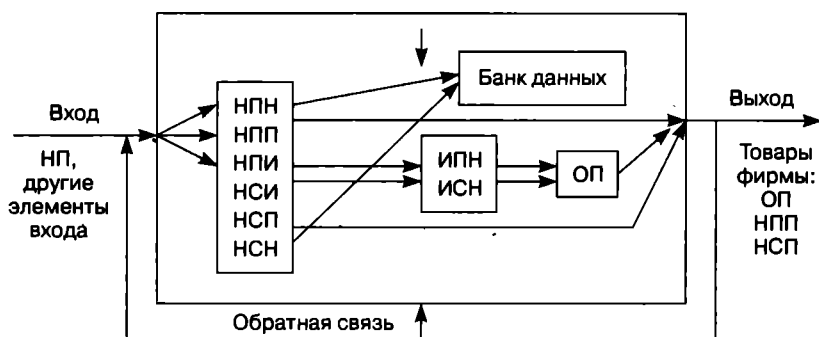 Вход
НП,
другие
элементы
входа
НПН
НПП
НПИ
НСИ
НСП
НСН
Банк данных
ИПН
ИСН
ОП
Выход
Товары
фирмы:
ОП
НПП
НСП
Обратная связь